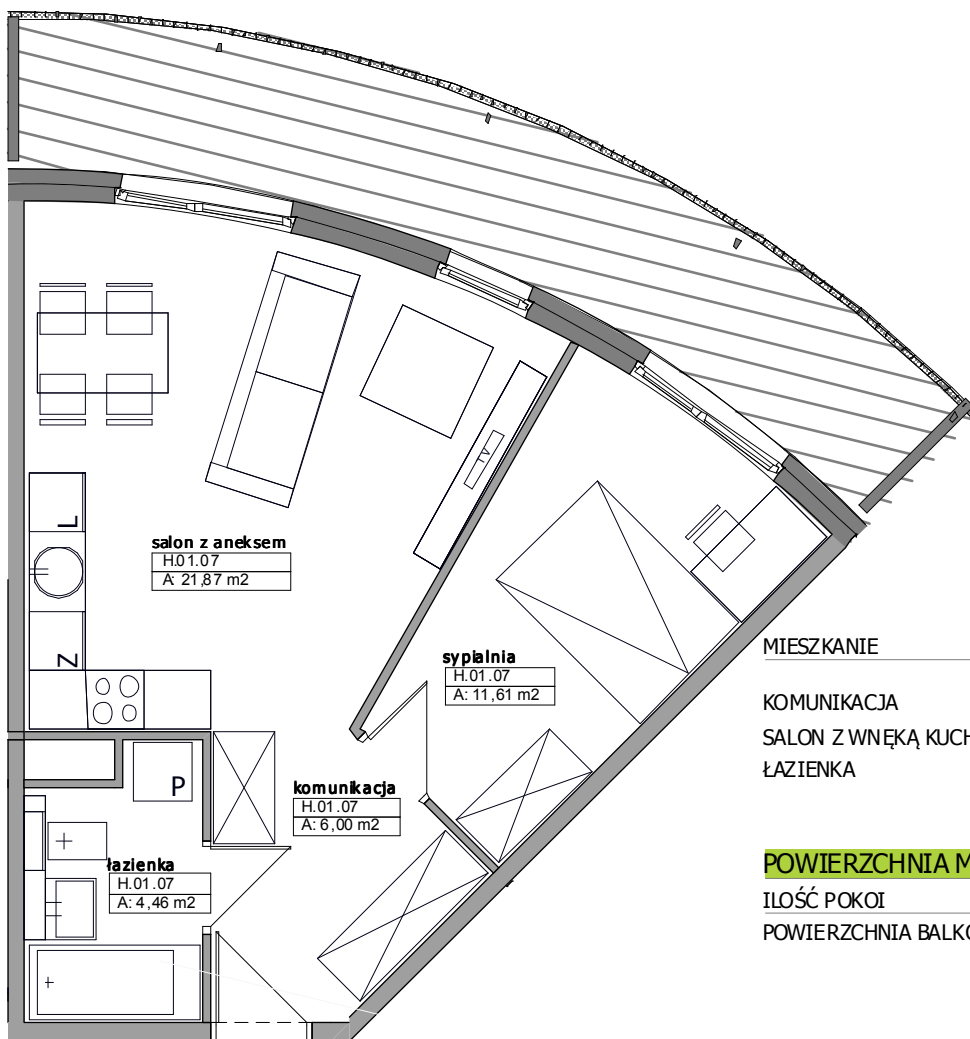 TV
L
salon z aneksem
H.01.07
A: 21,87 m2
Z
sypialnia
H.01.07
A: 11,61 m2
P
komunikacja
H.01.07
A: 6,00 m2
łazienka
H.01.07
A: 4,46 m2
MIESZKANIE
KOMUNIKACJA
SALON Z WNĘKĄ KUCH
ŁAZIENKA
POWIERZCHNIA M
ILOŚĆ POKOI
POWIERZCHNIA BALKO